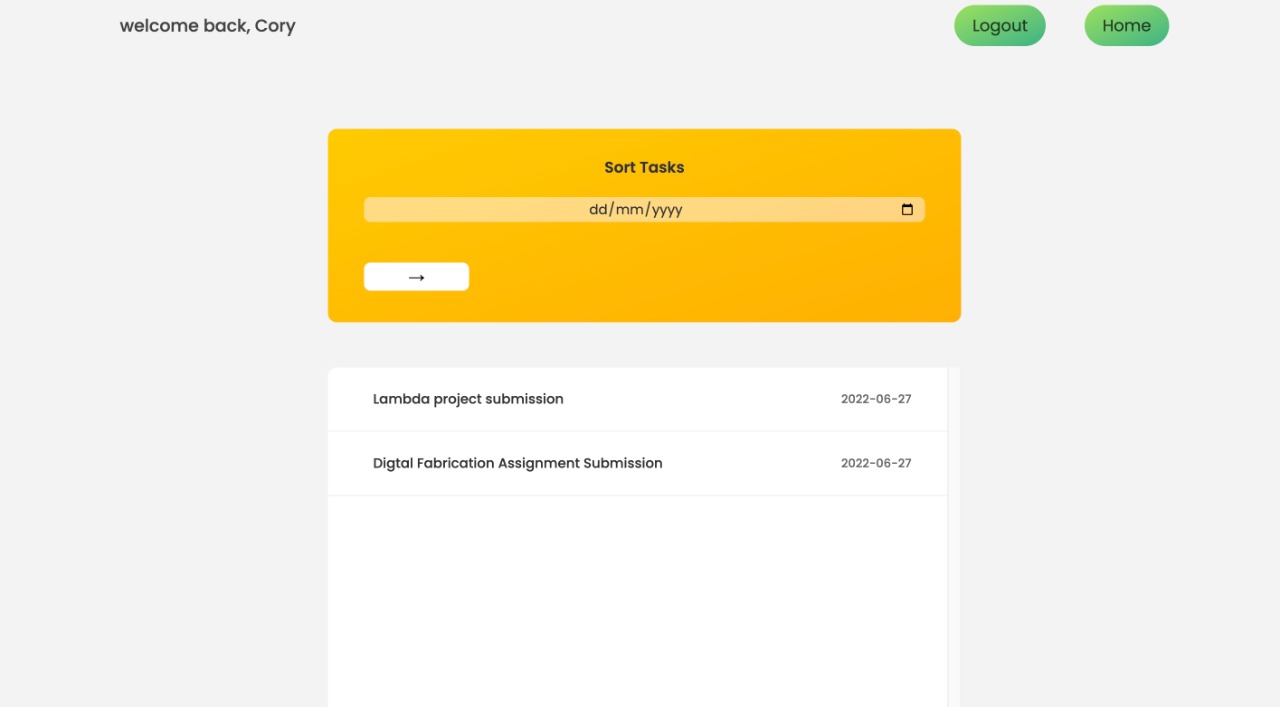 welcome back, Cory
Logout
Home
Sort Tasks
dd/mm/yyyy
→
Lambda project submission
2022-06-27
Digtal Fabrication Assignment Submission
2022-06-27